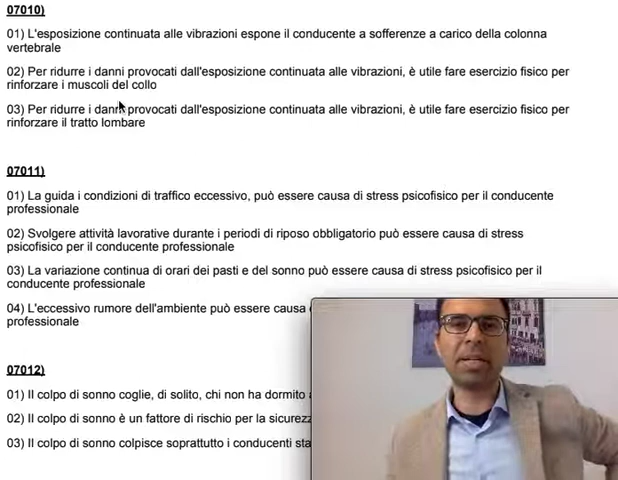 07010)
01) L'esposizione continuata alle vibrazioni espone il conducente a sofferenze a carico della colonna
vertebrale
02) Per ridurre i danni provocati dall'esposizione continuata alle vibrazioni, è utile fare esercizio fisico per
rinforzare i muscoli del collo
03) Per ridurre i danni provocati dall'esposizione continuata alle vibrazioni, è utile fare esercizio fisico per
rinforzare il tratto lombare
07011)
01) La guida i condizioni di traffico eccessivo, può essere causa di stress psicofisico per il conducente
professionale
02) Svolgere attività lavorative durante i periodi di riposo obbligatorio può essere causa di stress
psicofisico per il conducente professionale
03) La variazione continua di orari dei pasti e del sonno può essere causa di stress psicofisico per il
conducente professionale
04) L'eccessivo rumore dell'ambiente può essere causa
professionale
07012)
01) Il colpo di sonno coglie, di solito, chi non ha dormito
02) Il colpo di sonno è un fattore di rischio per la
03) Il colpo di sonno colpisce soprattutto i conducenti